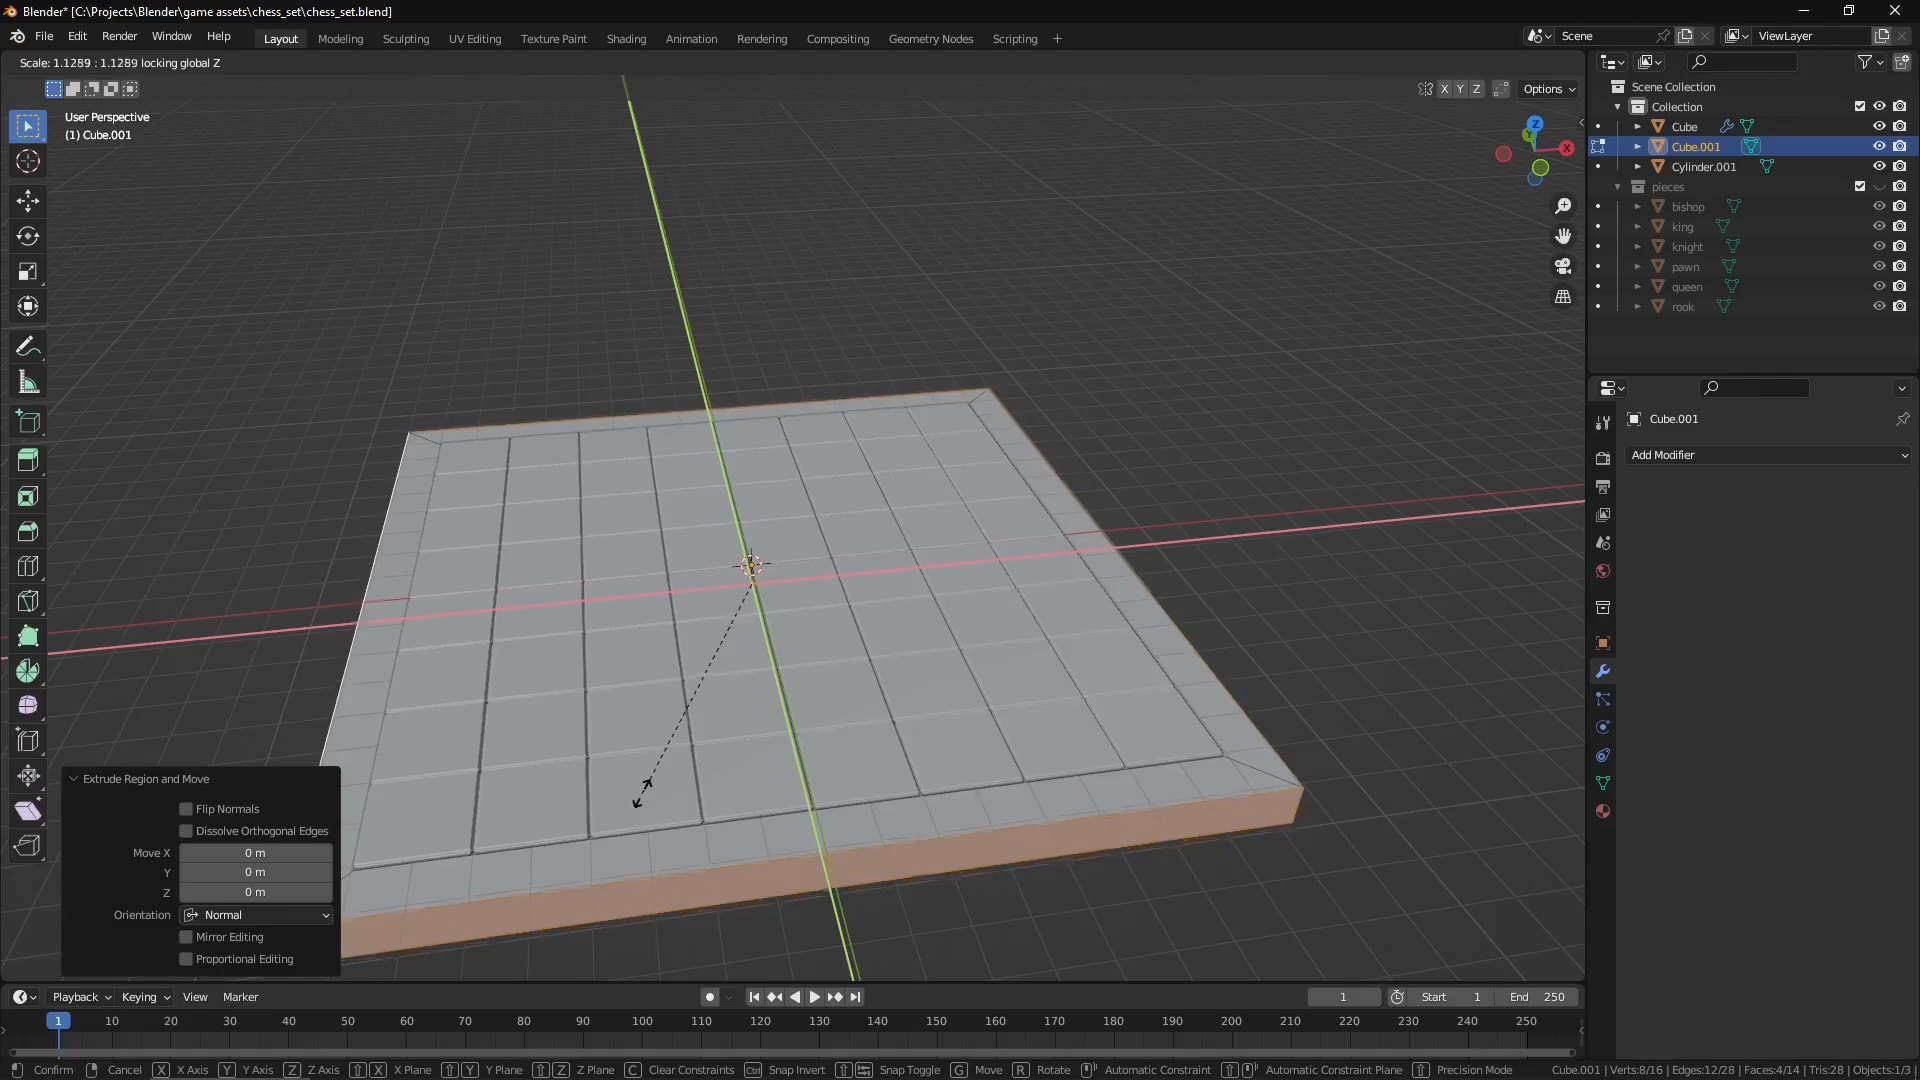 Blender* [C:\Projects\Blender\game assets\chess_set\chess_set.blend]
File Edit Render Window Help Layout Modeling Sculpting UV Editing Texture Paint Shading Animation Rendering Compositing Geometry Nodes Scripting Scene ViewLayer
Scale: 1.1289 : 1.1289 locking global Z
X Y Z Options
User Perspective
(1) Cube.001
Z
Y
X
Scene Collection
Collection
Cube
Cube.001
Cylinder.001
pieces
bishop
king
knight
pawn
queen
rook
Cube.001
Add Modifier
Extrude Region and Move
Flip Normals
Dissolve Orthogonal Edges
Move X 0 m
Y 0 m
Z 0 m
Orientation Normal
Mirror Editing
Proportional Editing
Playback Keying View Marker 1 Start 1 End 250
1 10 20 30 40 50 60 70 80 90 100 110 120 130 140 150 160 170 180 190 200 210 220 230 240 250
Confirm Cancel X X Axis Y Y Axis Z Z Axis X X Plane Y Y Plane Z Z Plane C Clear Constraints Ctrl Snap Invert Snap Toggle G Move R Rotate Automatic Constraint Automatic Constraint Plane Precision Mode Cube.001 | Verts:8/16 | Edges:12/28 | Faces:4/14 | Tris:28 | Objects:1/3